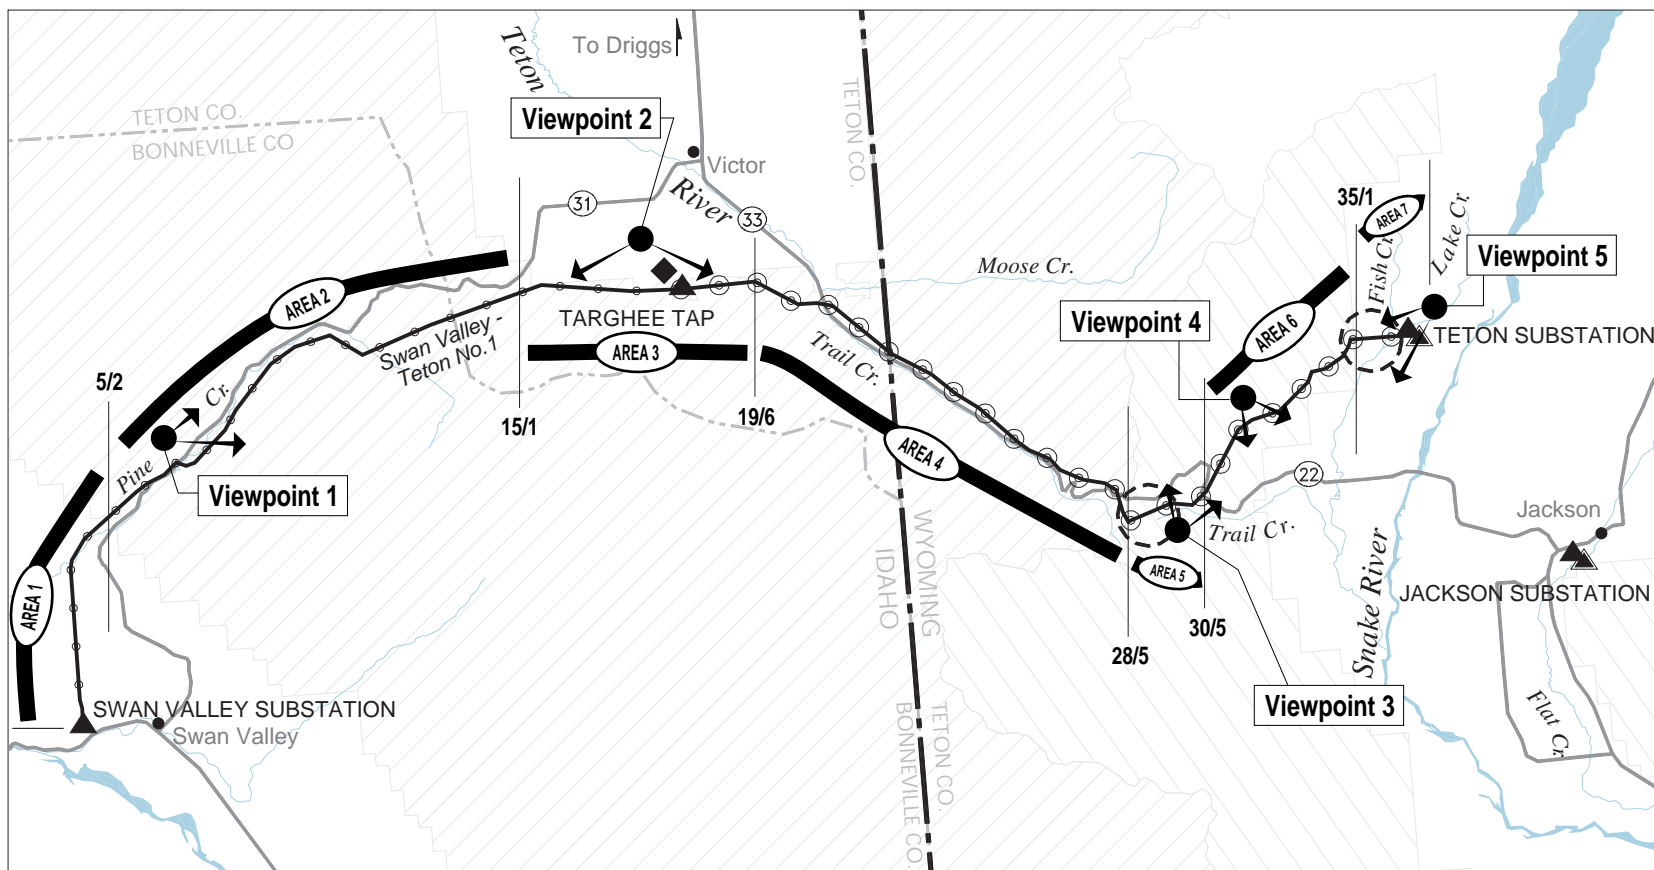 To Driggs
Teton
River
TETON CO.
BONNEVILLE CO
TETON CO.
Viewpoint 2
Victor
31
33
35/1
AREA 7
Fish Cr.
Lake Cr.
Viewpoint 5
Moose Cr.
AREA 2
AREA 6
Viewpoint 4
TARGHEE TAP
TETON SUBSTATION
Swan Valley -
Teton No.1
AREA 3
Trail Cr.
5/2
Cr.
Pine
15/1
19/6
AREA 4
Viewpoint 1
22
Trail Cr.
Jackson
Snake River
WYOMING
IDAHO
AREA 5
AREA 1
JACKSON SUBSTATION
30/5
28/5
Viewpoint 3
SWAN VALLEY SUBSTATION
Swan Valley
TETON CO.
BONNEVILLE CO.
Flat Cr.